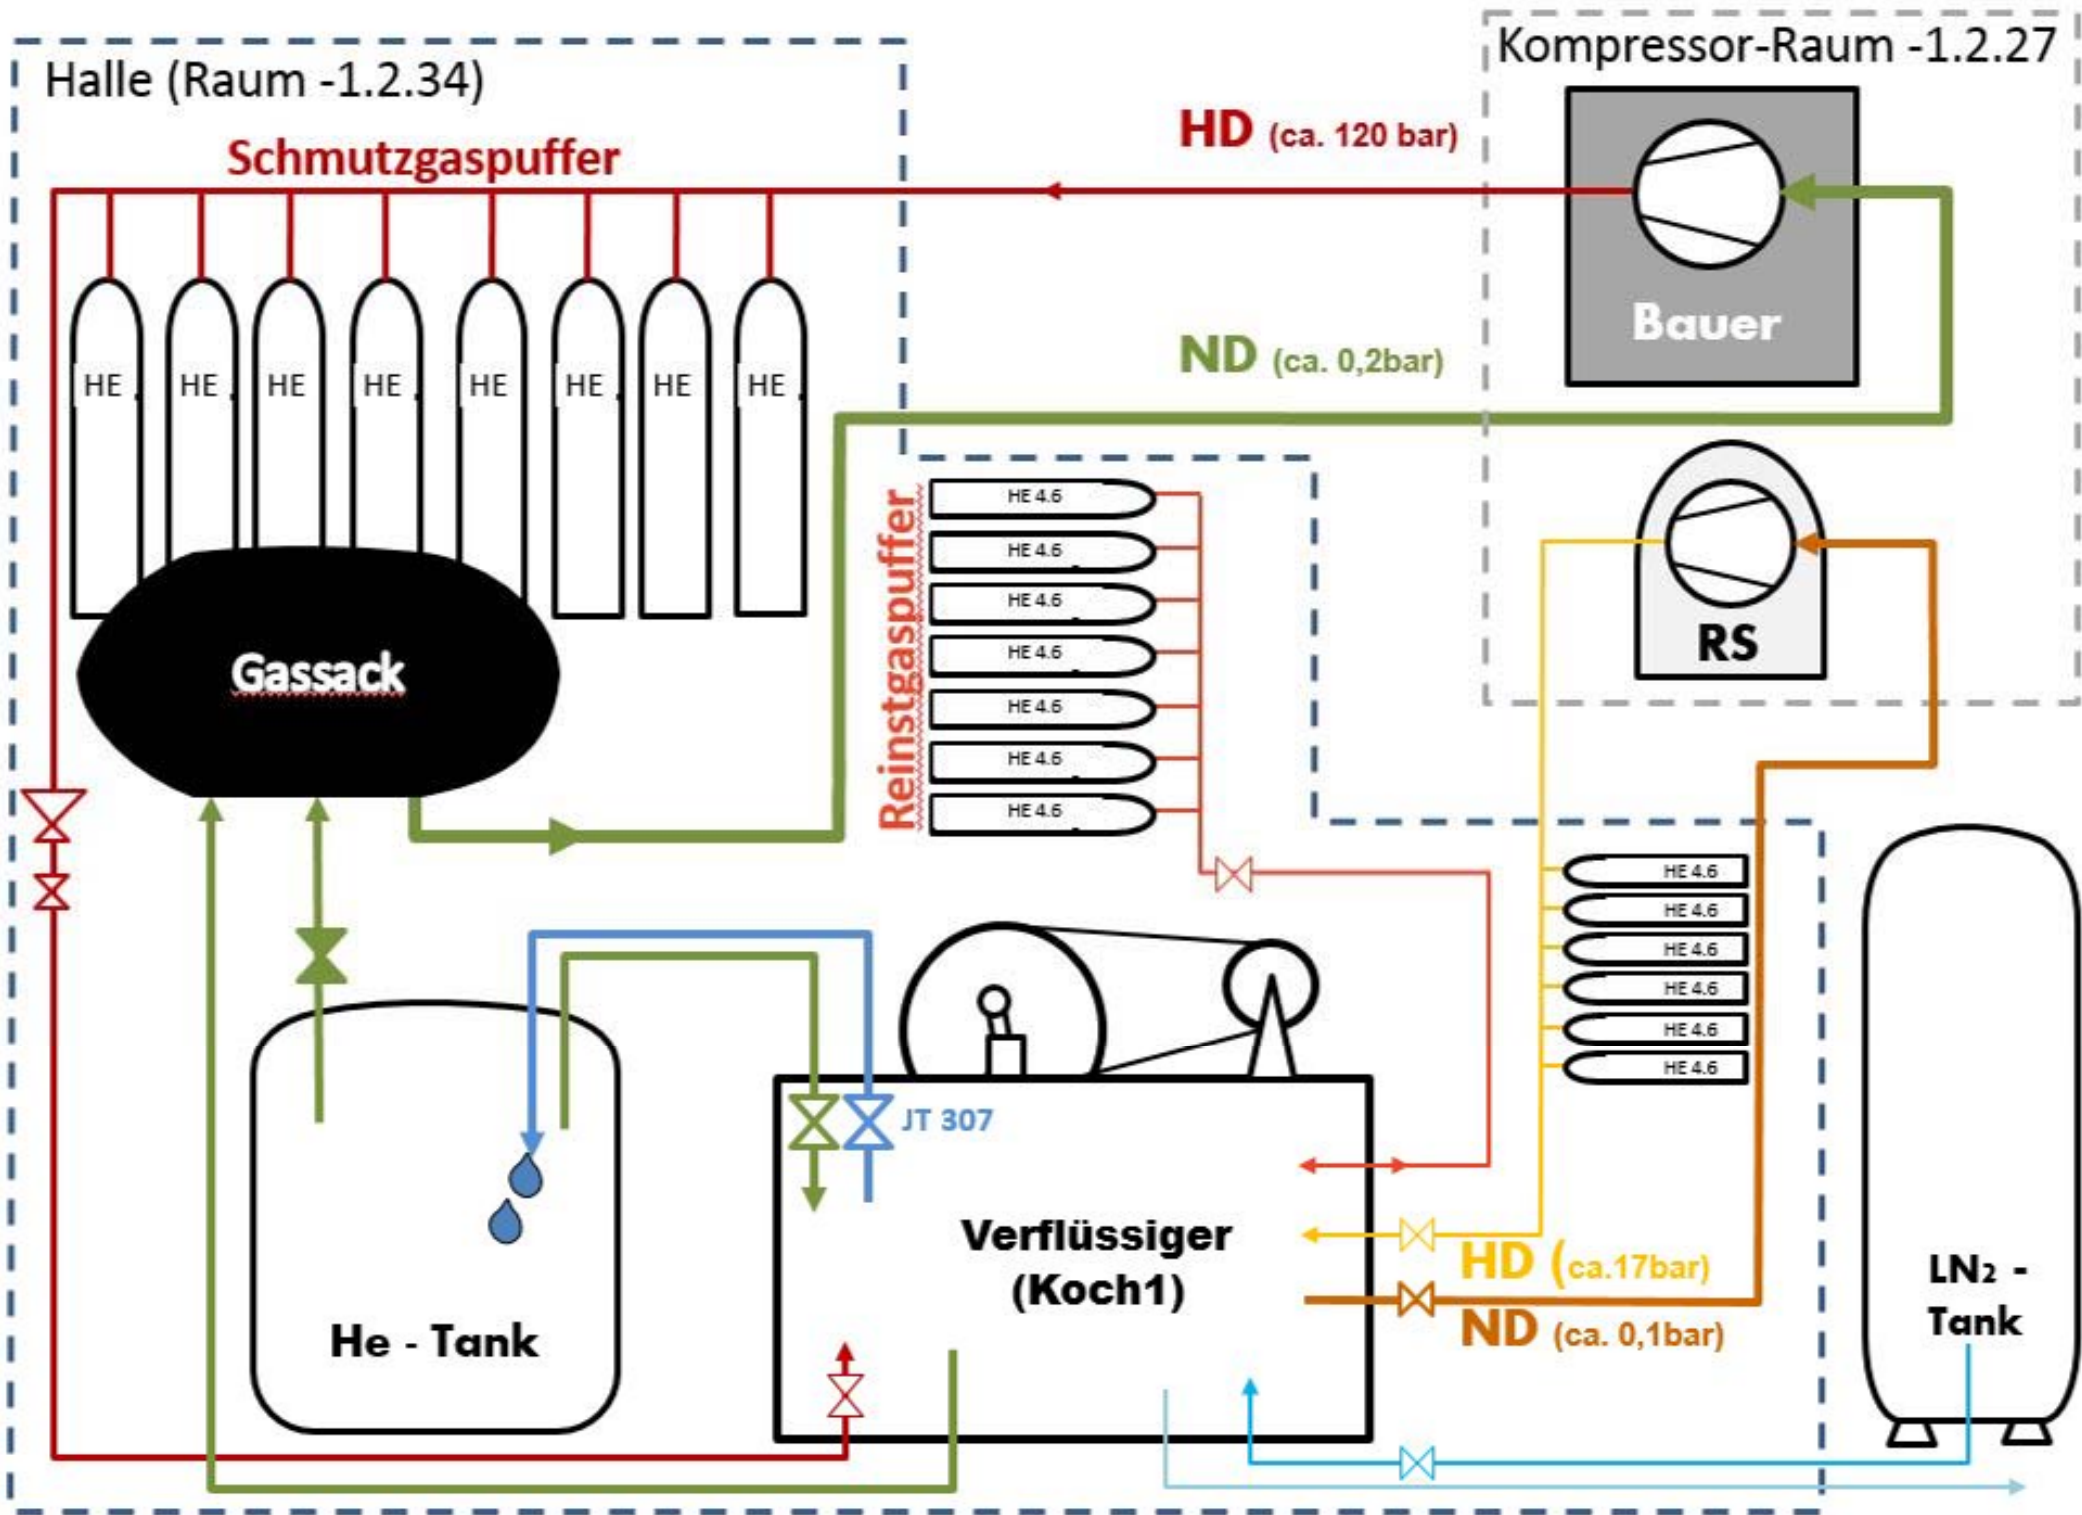 Halle (Raum -1.2.34)
Kompressor-Raum -1.2.27
Schmutzgaspuffer
HD (ca. 120 bar)
Bauer
ND (ca. 0,2bar)
HE HE HE HE HE HE HE HE
Gassack
Reinstgaspuffer
HE 4.6
HE 4.6
HE 4.6
HE 4.6
HE 4.6
HE 4.6
HE 4.6
RS
HE 4.6
HE 4.6
HE 4.6
HE 4.6
HE 4.6
HE 4.6
JT 307
Verflüssiger
(Koch1)
HD (ca.17bar)
ND (ca. 0,1bar)
He - Tank
LN₂ -
Tank